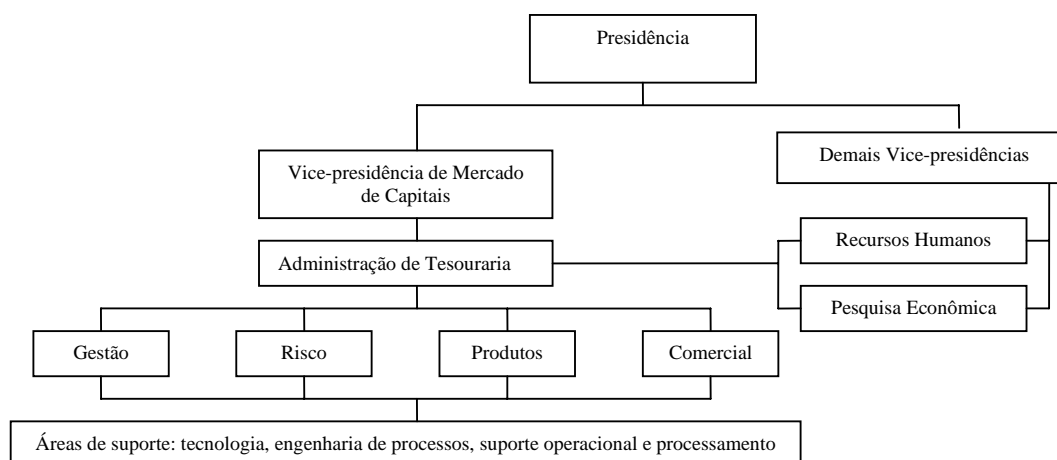 Presidência
Vice-presidência de Mercado
de Capitais
Demais Vice-presidências
Administração de Tesouraria
Recursos Humanos
Pesquisa Econômica
Gestão
Risco
Produtos
Comercial
Áreas de suporte: tecnologia, engenharia de processos, suporte operacional e processamento